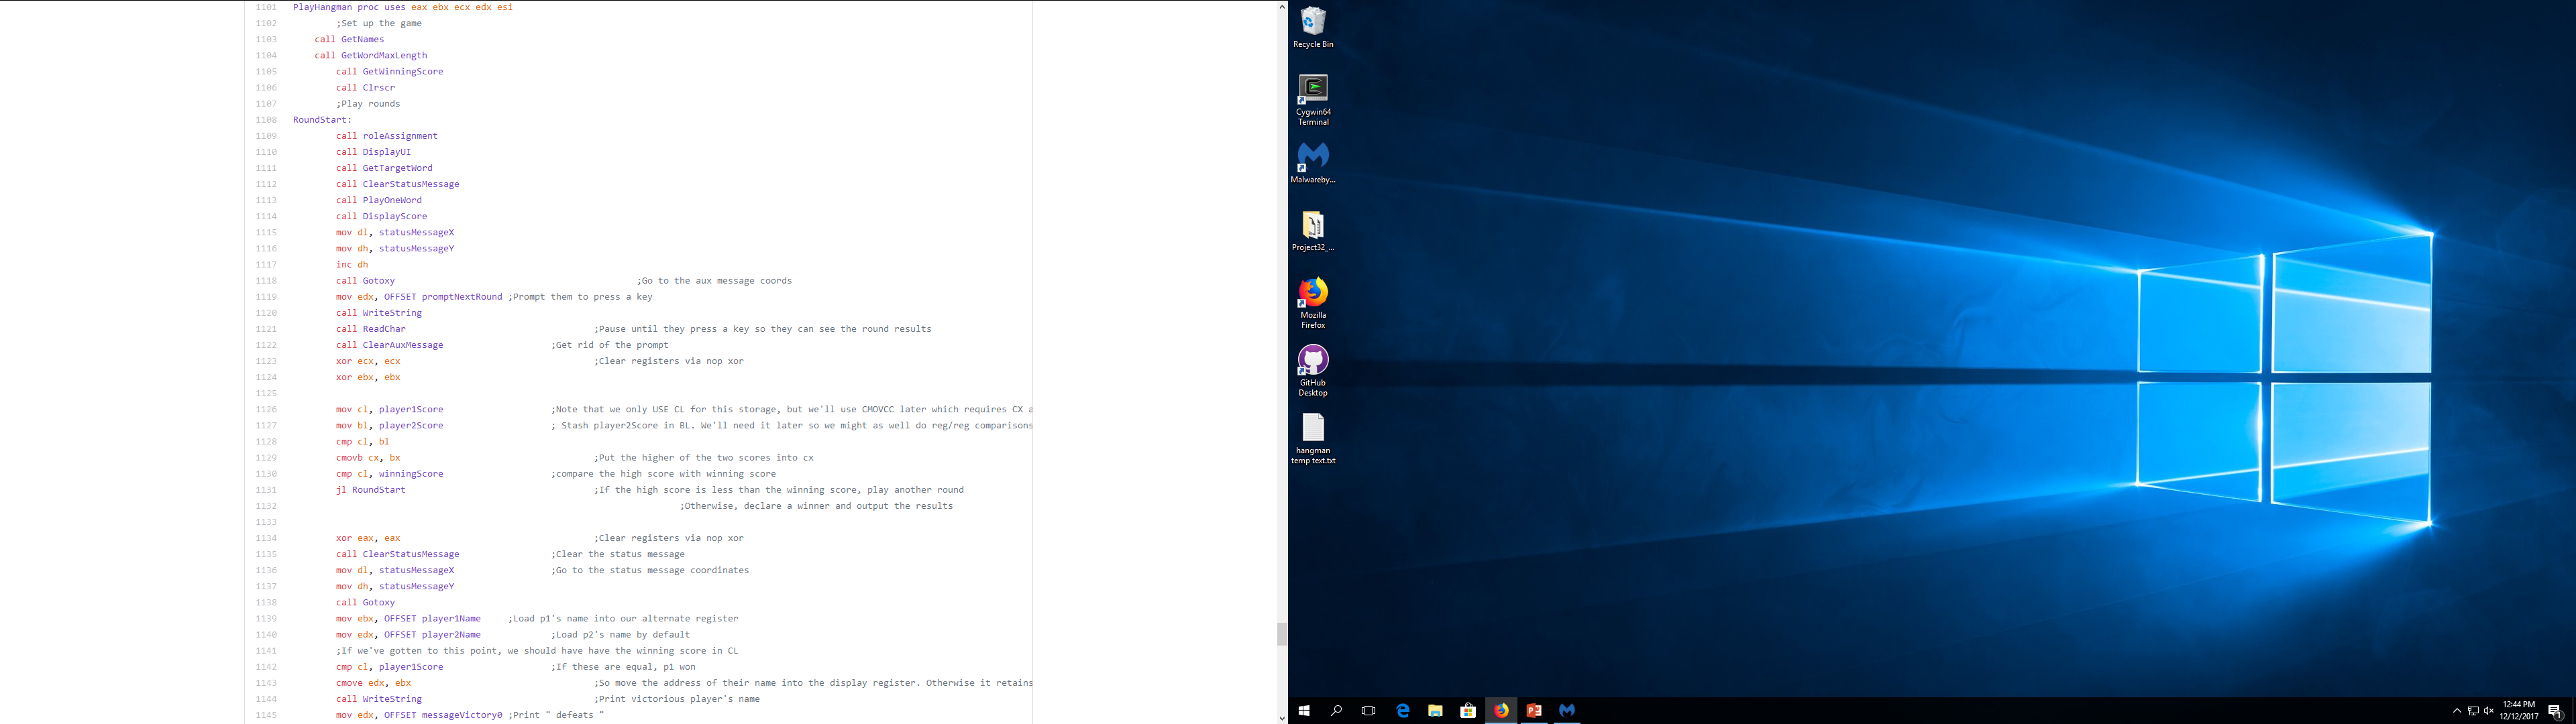 1101 PlayHangman proc uses eax ebx ecx edx esi
1102 ;Set up the game
1103 call GetNames
1104 call GetWordMaxLength
1105 call GetWinningScore
1106 call Clrscr
1107 ;Play rounds
1108 RoundStart:
1109 call roleAssignment
1110 call DisplayUI
1111 call GetTargetWord
1112 call ClearStatusMessage
1113 call PlayOneWord
1114 call DisplayScore
1115 mov dl, statusMessageX
1116 mov dh, statusMessageY
1117 inc dh
1118 call Gotoxy ;Go to the aux message coords
1119 mov edx, OFFSET promptNextRound ;Prompt them to press a key
1120 call WriteString
1121 call ReadChar ;Pause until they press a key so they can see the round results
1122 call ClearAuxMessage ;Get rid of the prompt
1123 xor ecx, ecx ;Clear registers via nop xor
1124 xor ebx, ebx
1125
1126 mov cl, player1Score ;Note that we only USE CL for this storage, but we'll use CMOVCC later which requires CX a
1127 mov bl, player2Score ; Stash player2Score in BL. We'll need it later so we might as well do reg/reg comparisons
1128 cmp cl, bl
1129 cmovb cx, bx ;Put the higher of the two scores into cx
1130 cmp cl, winningScore ;compare the high score with winning score
1131 jl RoundStart ;If the high score is less than the winning score, play another round
1132 ;Otherwise, declare a winner and output the results
1133
1134 xor eax, eax ;Clear registers via nop xor
1135 call ClearStatusMessage ;Clear the status message
1136 mov dl, statusMessageX ;Go to the status message coordinates
1137 mov dh, statusMessageY
1138 call Gotoxy
1139 mov ebx, OFFSET player1Name ;Load p1's name into our alternate register
1140 mov edx, OFFSET player2Name ;Load p2's name by default
1141 ;If we've gotten to this point, we should have have the winning score in CL
1142 cmp cl, player1Score ;If these are equal, p1 won
1143 cmove edx, ebx ;So move the address of their name into the display register. Otherwise it retains
1144 call WriteString ;Print victorious player's name
1145 mov edx, OFFSET messageVictory0 ;Print " defeats "
Recycle Bin
Cygwin64
Terminal
Malwareby...
Project32_...
Mozilla
Firefox
GitHub
Desktop
hangman
temp text.txt
12:44 PM
12/12/2017
1